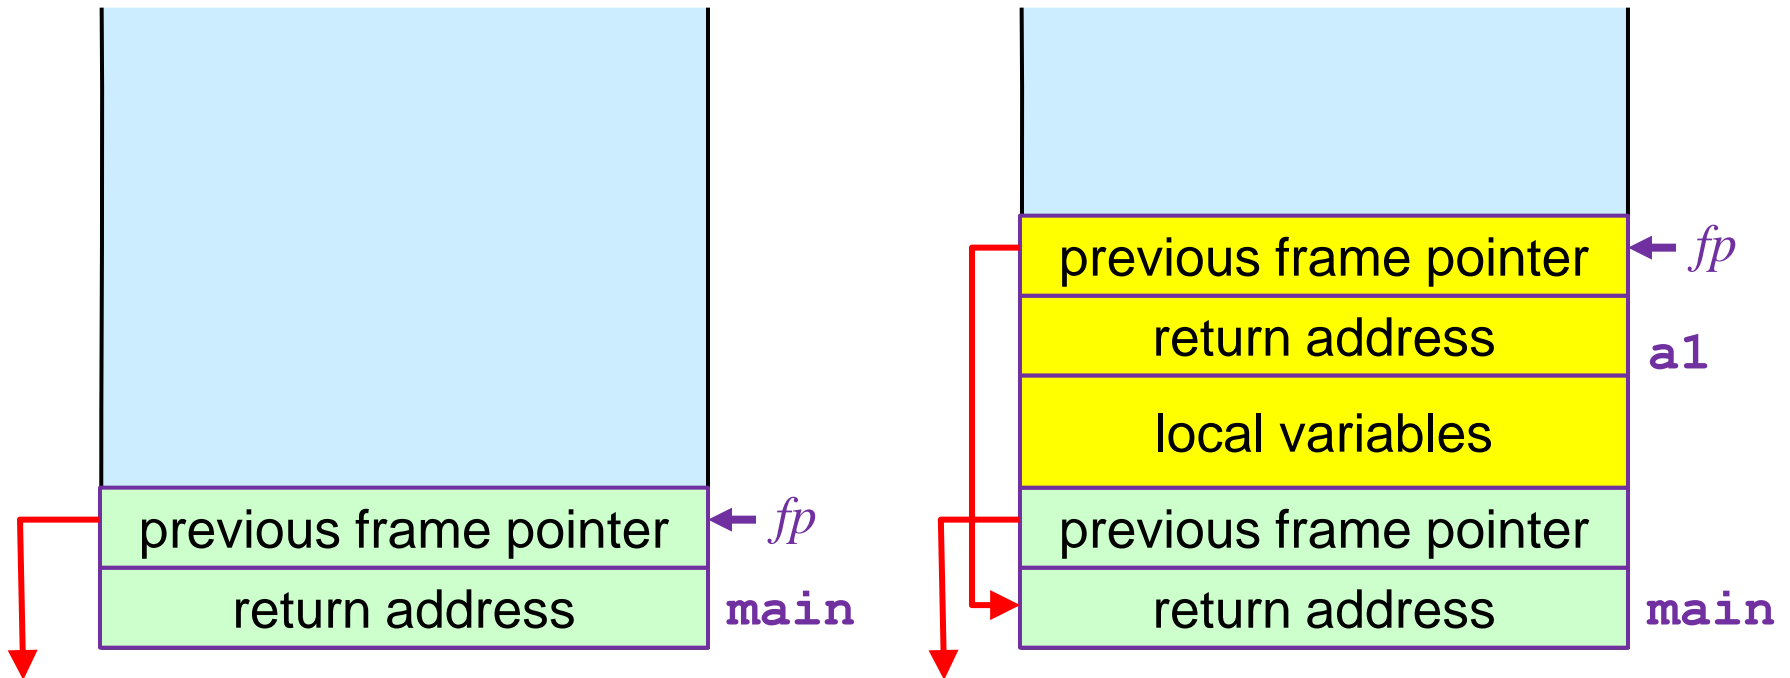 previous frame pointer
fp
return address
main
previous frame pointer
fp
return address
a1
local variables
previous frame pointer
return address
main